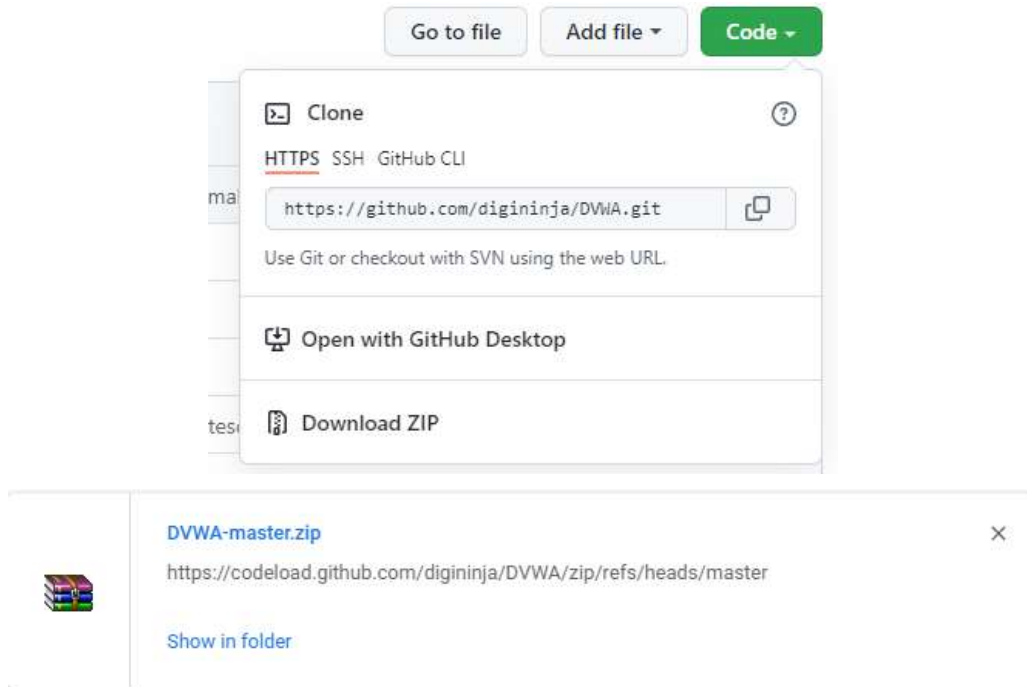 Go to file Add file Code
Clone
HTTPS SSH GitHub CLI
mai
https://github.com/digininja/DVWA.git
Use Git or checkout with SVN using the web URL.
Open with GitHub Desktop
tes
Download ZIP
DVWA-master.zip
https://codeload.github.com/digininja/DVWA/zip/refs/heads/master
Show in folder